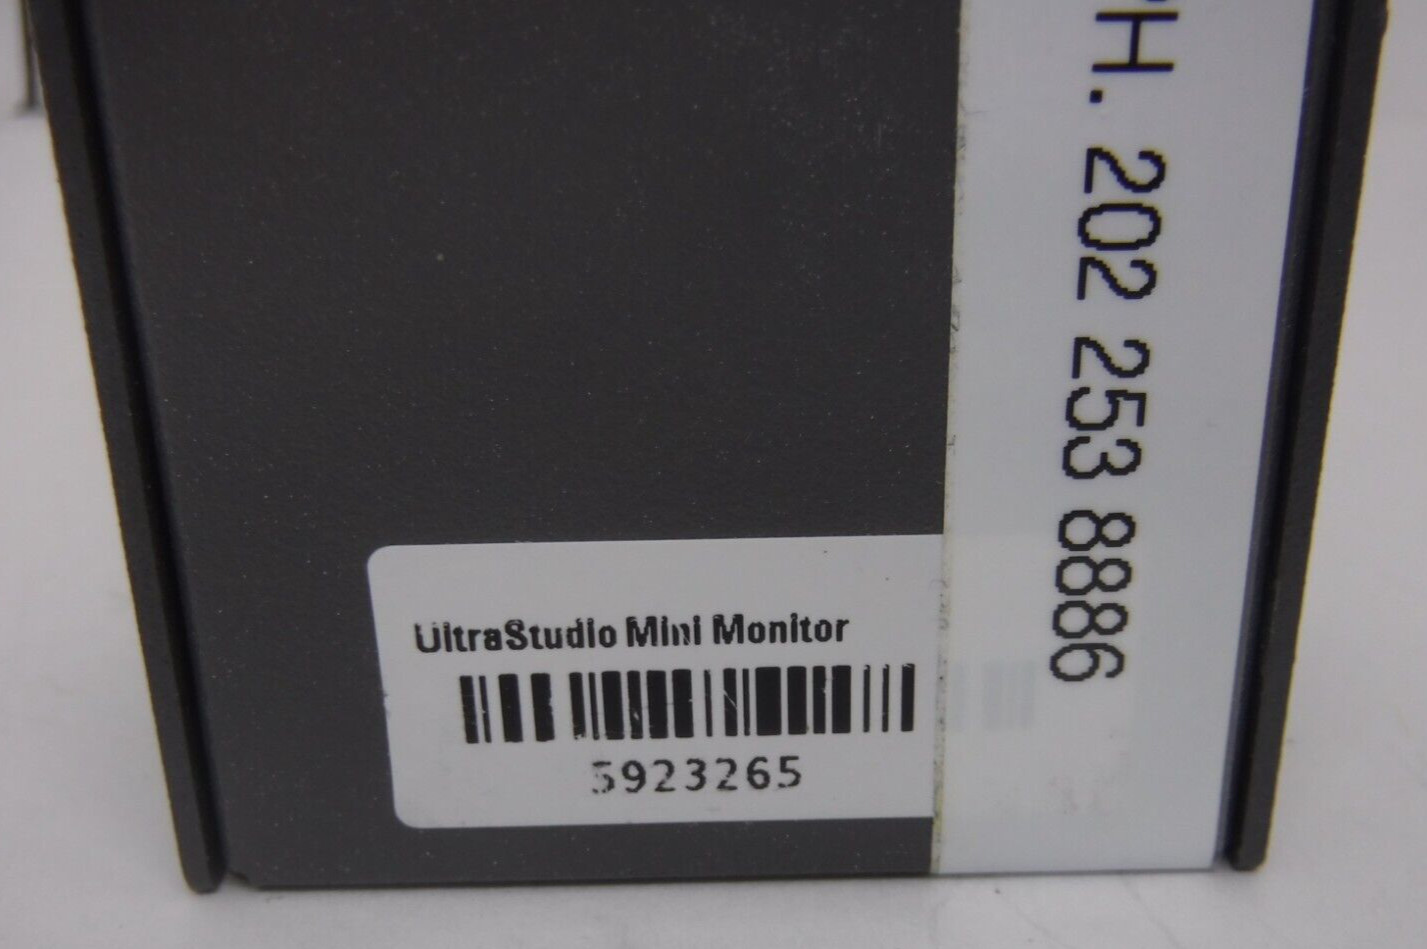 PH. 202 253 8886
UltraStudio Mini Monitor
5923265